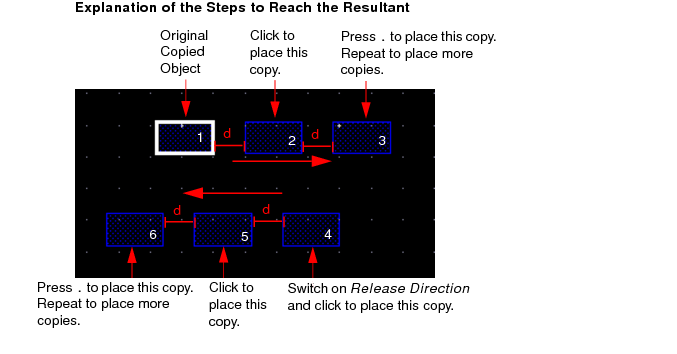 Explanation of the Steps to Reach the Resultant
Original
Copied
Object
Click to
place this
copy.
Press . to place this copy.
Repeat to place more
copies.
1
d
2
d
3
6
d
5
d
4
Press . to place this copy.
Repeat to place more
copies.
Click to
place this
copy.
Switch on Release Direction
and click to place this copy.